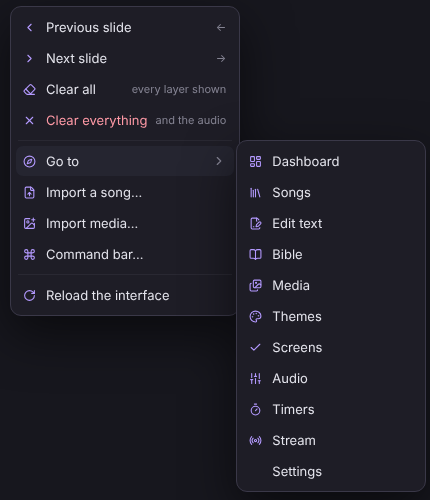 Previous slide ←
Next slide →
Clear all every layer shown
Clear everything and the audio
Go to
Import a song...
Import media...
Command bar...
Reload the interface
Dashboard
Songs
Edit text
Bible
Media
Themes
Screens
Audio
Timers
Stream
Settings